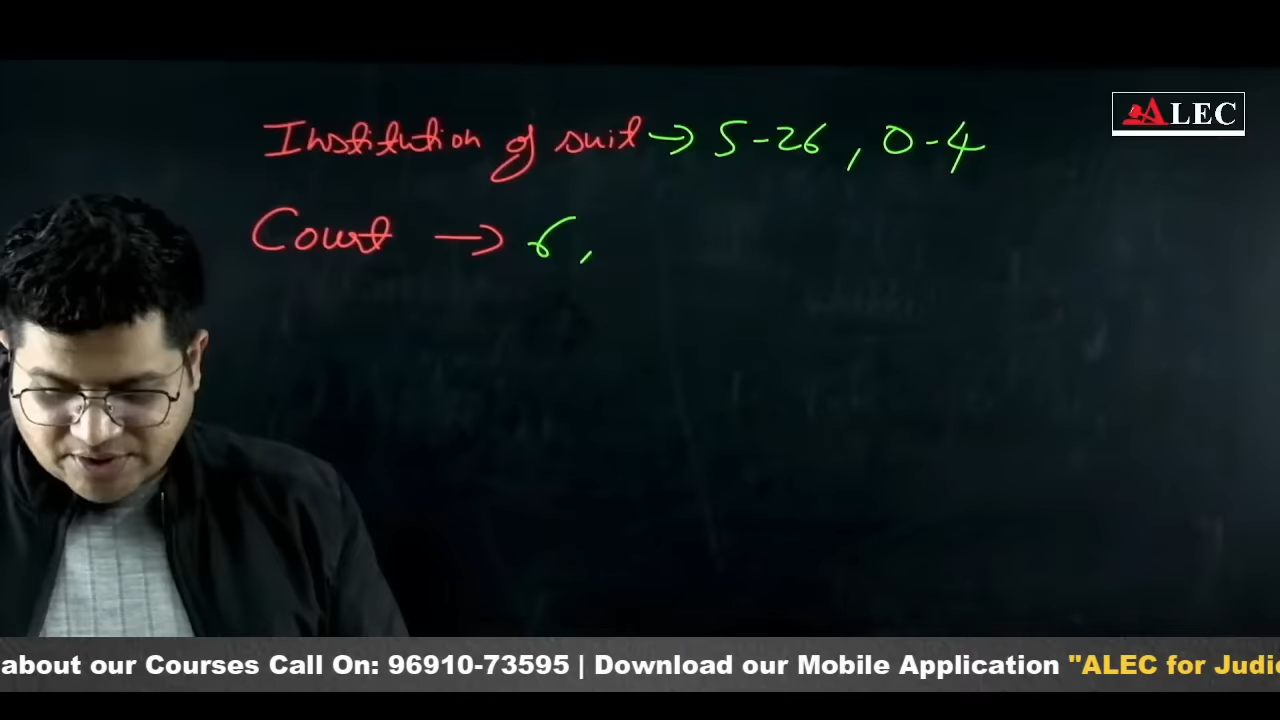 Institution of suit → S-26, O-4
ALEC
Court → 6,
about our Courses Call On: 96910-73595 | Download our Mobile Application "ALEC for Judic